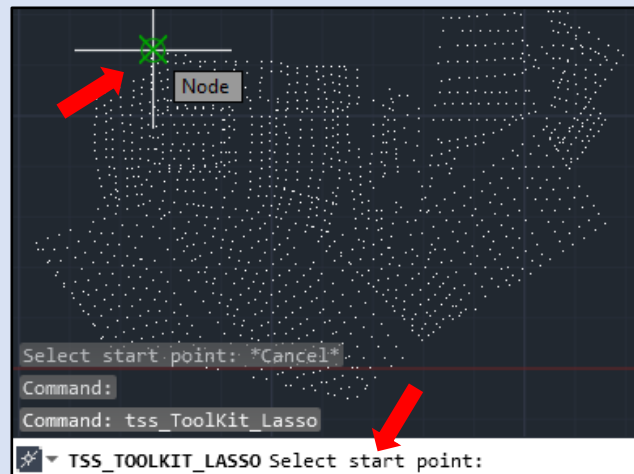 Node
Select start point: *Cancel*
Command:
Command: tss_ToolKit_Lasso
TSS_TOOLKIT_LASSO Select start point: